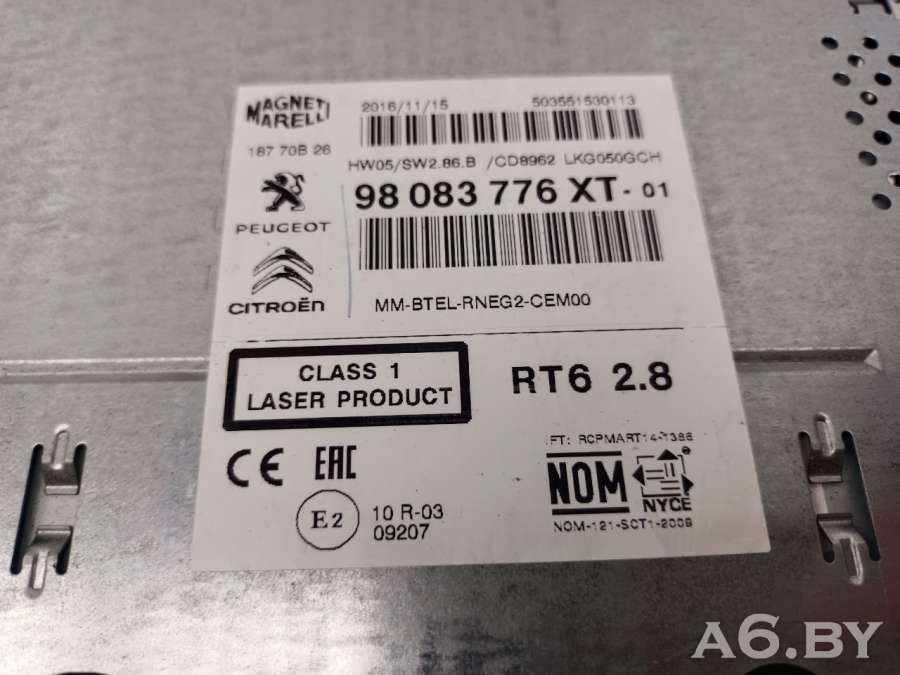 MAGNETI
MARELLI
187 70B 26
2016/11/15 503551530113
HW05/SW2.86.B /CD8962 LKG050GCH
98 083 776 XT - 01
PEUGEOT
CITROËN
MM-BTEL-RNEG2-CEM00
CLASS 1
LASER PRODUCT
RT6 2.8
CE EAC
E2
10 R-03
09207
FT: RCPMART14-1386
NOM
NYCE
NOM-121-SCT1-2009
A6.BY